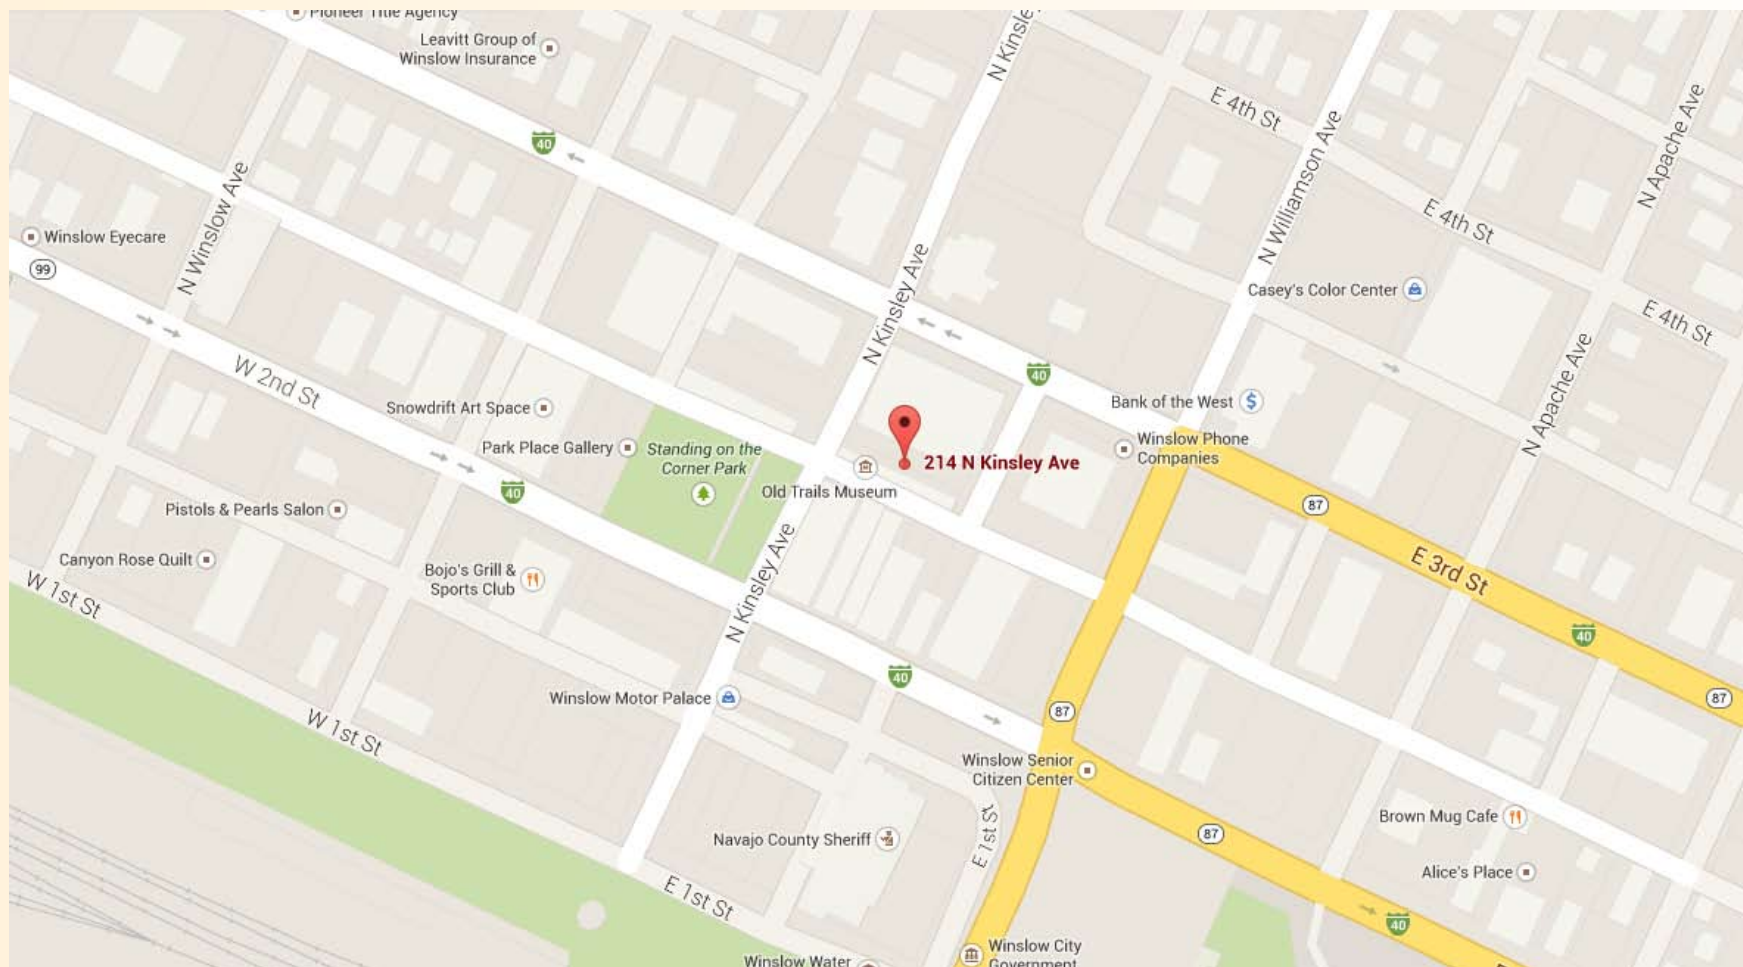 Pioneer Title Agency
Leavitt Group of
Winslow Insurance
N Kinsle
40
E 4th St
N Apache Ave
N Winslow Ave
N Williamson Ave
E 4th St
Winslow Eyecare
99
N Kinsley Ave
Casey's Color Center
E 4th St
W 2nd St
40
N Apache Ave
Snowdrift Art Space
Bank of the West
$
Park Place Gallery
Standing on the
Corner Park
214 N Kinsley Ave
Winslow Phone
Companies
Old Trails Museum
40
87
Pistols & Pearls Salon
Canyon Rose Quilt
Bojo's Grill &
Sports Club
N Kinsley Ave
E 3rd St
W 1st St
40
40
Winslow Motor Palace
87
87
W 1st St
Winslow Senior
Citizen Center
Navajo County Sheriff
E 1st St
87
Brown Mug Cafe
Alice's Place
E 1st St
40
Winslow City
Government
Winslow Water